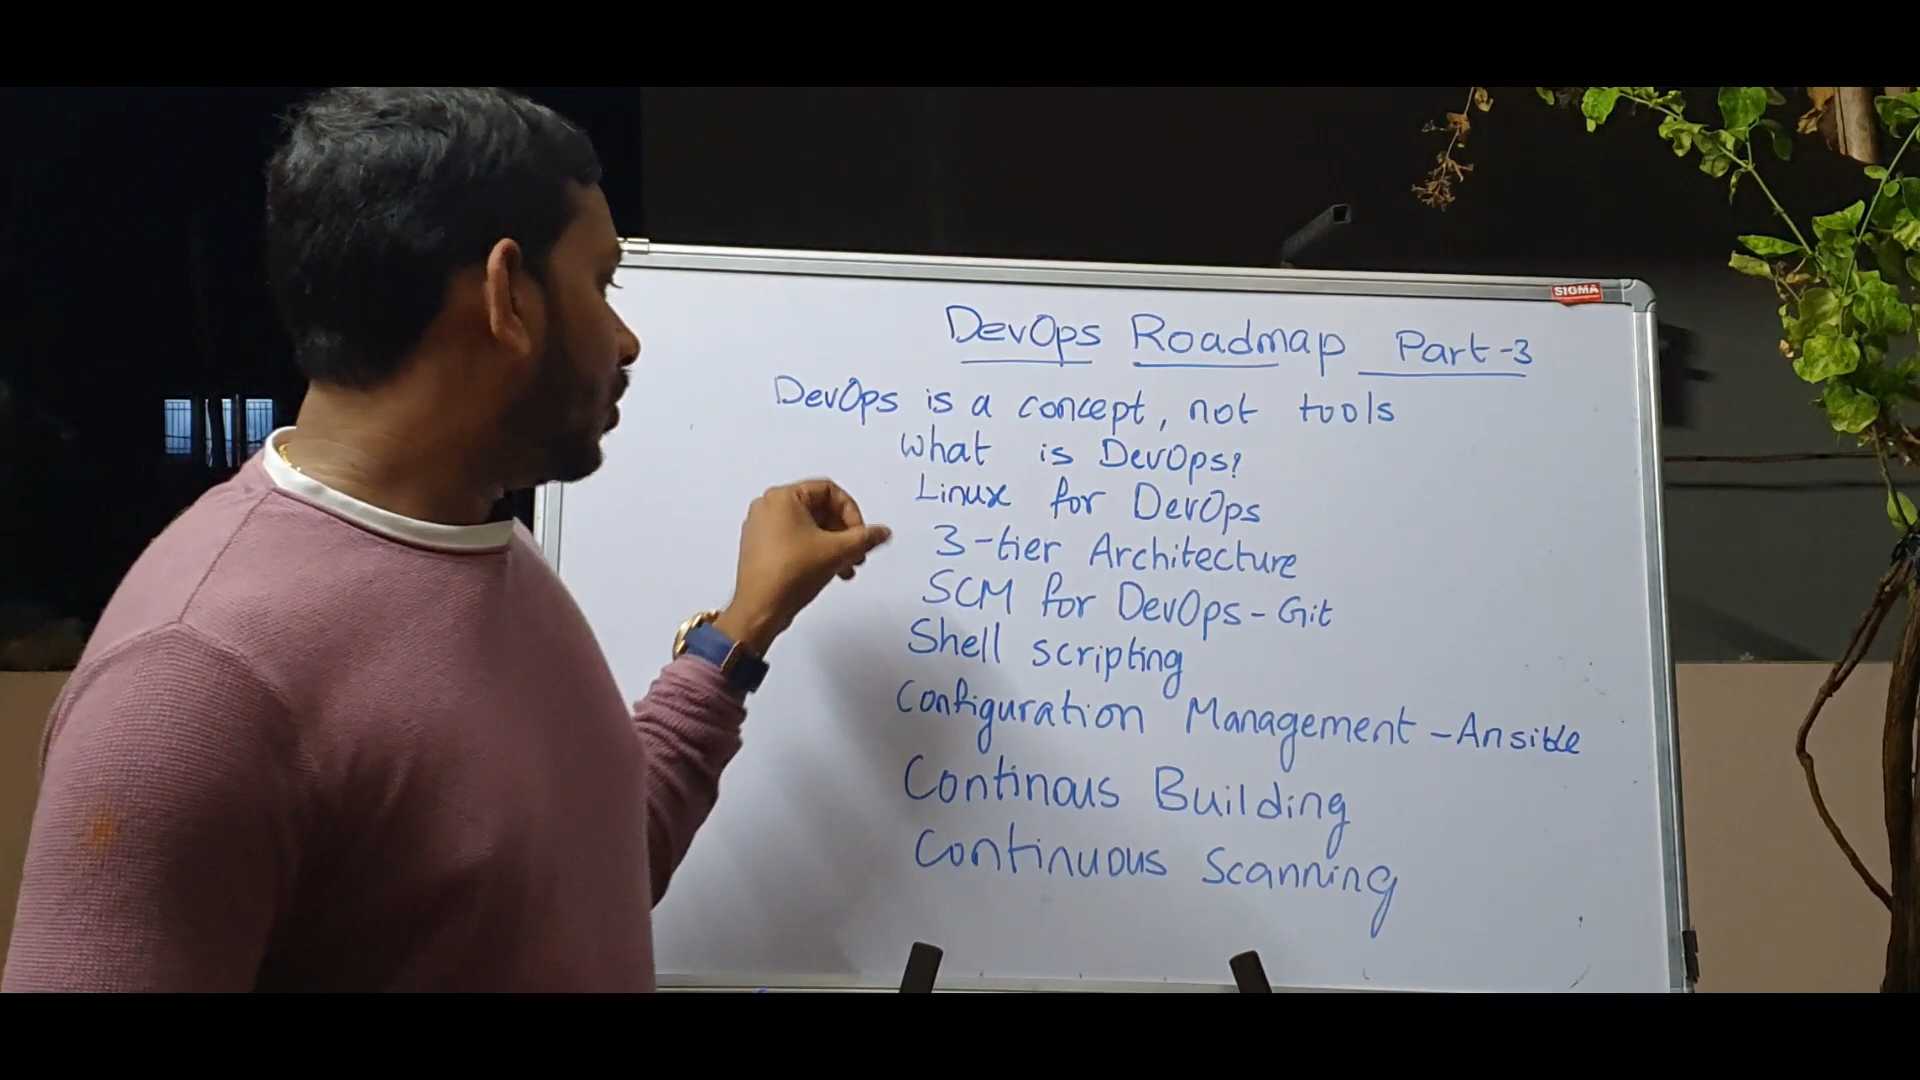 SIGMA
DevOps Roadmap Part-3
DevOps is a concept, not tools
What is DevOps?
Linux for DevOps
3-tier Architecture
SCM for DevOps - Git
Shell scripting
Configuration Management - Ansible
Continous Building
Continuous Scanning